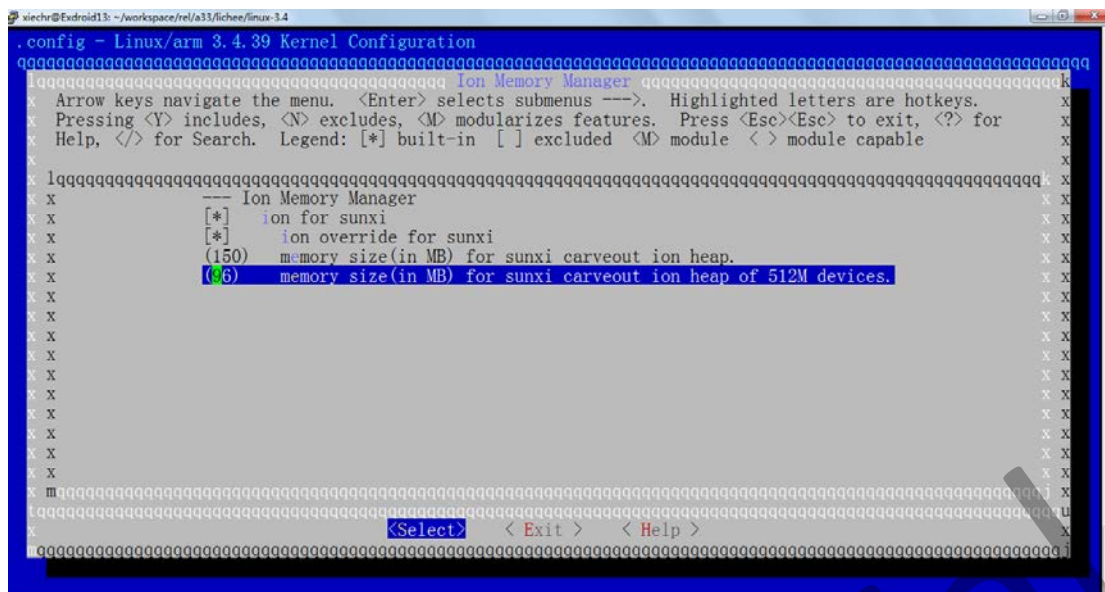 xiechr@Exdroid13: ~/workspace/rel/a33/lichee/linux-3.4
.config - Linux/arm 3.4.39 Kernel Configuration
Ion Memory Manager
Arrow keys navigate the menu.  <Enter> selects submenus --->.  Highlighted letters are hotkeys.
Pressing <Y> includes, <N> excludes, <M> modularizes features.  Press <Esc><Esc> to exit, <?> for
Help, </> for Search.  Legend: [*] built-in  [ ] excluded  <M> module  < > module capable
--- Ion Memory Manager
[*]   ion for sunxi
[*]     ion override for sunxi
(150)   memory size(in MB) for sunxi carveout ion heap.
(96)    memory size(in MB) for sunxi carveout ion heap of 512M devices.
<Select>    < Exit >    < Help >